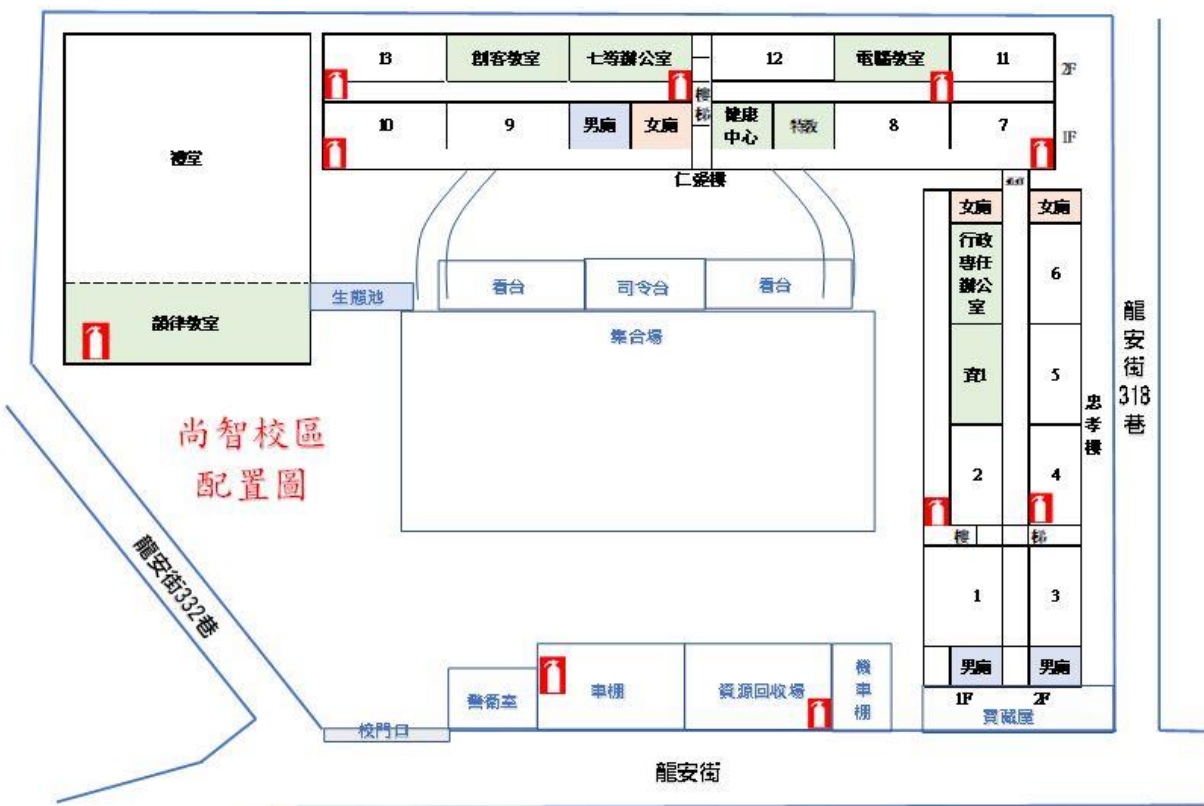 13
創客教室
七導辦公室
12
電腦教室
11
2F
樓梯
10
9
男廁
女廁
健康
中心
特教
8
7
1F
仁愛樓
禮堂
韻律教室
生態池
看台
司令台
看台
集合場
女廁
女廁
行政
專任
辦公
室
6
資1
5
2
4
樓
梯
1
3
男廁
男廁
1F
2F
寶藏屋
忠孝樓
龍安街318巷
尚智校區
配置圖
龍安街332巷
警衛室
車棚
資源回收場
機車棚
校門口
龍安街